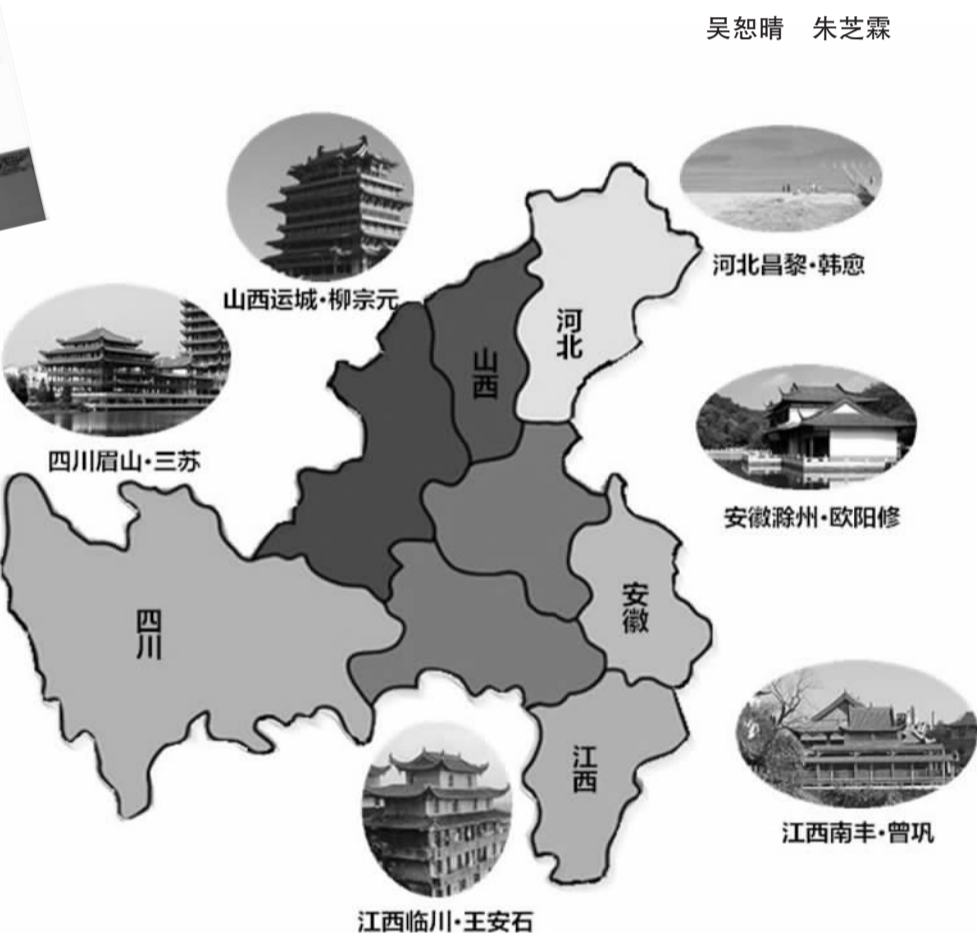 吴恕晴　朱芝霖
河北昌黎·韩愈
山西运城·柳宗元
河北
山西
四川眉山·三苏
安徽滁州·欧阳修
安徽
四川
江西
江西南丰·曾巩
江西临川·王安石